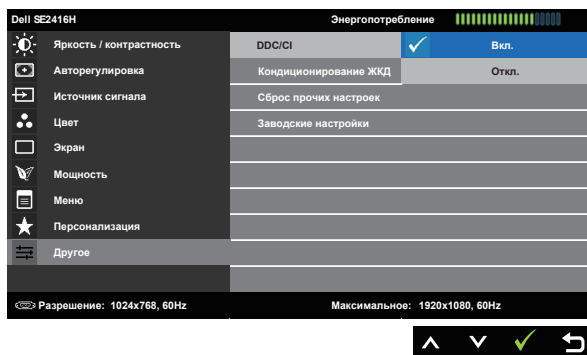 Dell SE2416H Энергопотребление
Яркость / контрастность DDC/CI Вкл.
Авторегулировка Кондиционирование ЖКД Откл.
Источник сигнала Сброс прочих настроек
Цвет Заводские настройки
Экран
Мощность
Меню
Персонализация
Другое
Разрешение: 1024x768, 60Hz Максимально: 1920x1080, 60Hz